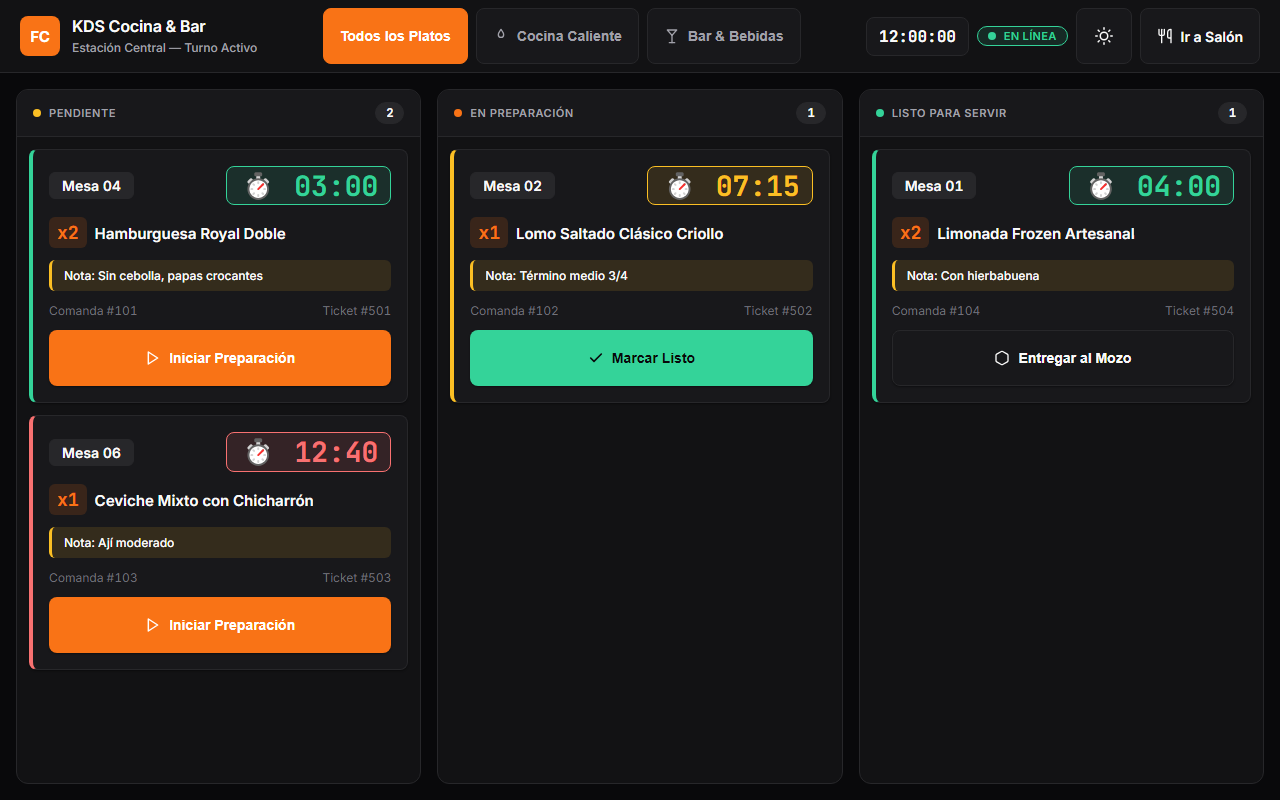 FC
KDS Cocina & Bar
Estación Central — Turno Activo
Todos los Platos
Cocina Caliente
Bar & Bebidas
12:00:00
EN LÍNEA
Ir a Salón
PENDIENTE
2
Mesa 04
03:00
x2 Hamburguesa Royal Doble
Nota: Sin cebolla, papas crocantes
Comanda #101
Ticket #501
Iniciar Preparación
Mesa 06
12:40
x1 Ceviche Mixto con Chicharrón
Nota: Ají moderado
Comanda #103
Ticket #503
Iniciar Preparación
EN PREPARACIÓN
1
Mesa 02
07:15
x1 Lomo Saltado Clásico Criollo
Nota: Término medio 3/4
Comanda #102
Ticket #502
Marcar Listo
LISTO PARA SERVIR
1
Mesa 01
04:00
x2 Limonada Frozen Artesanal
Nota: Con hierbabuena
Comanda #104
Ticket #504
Entregar al Mozo